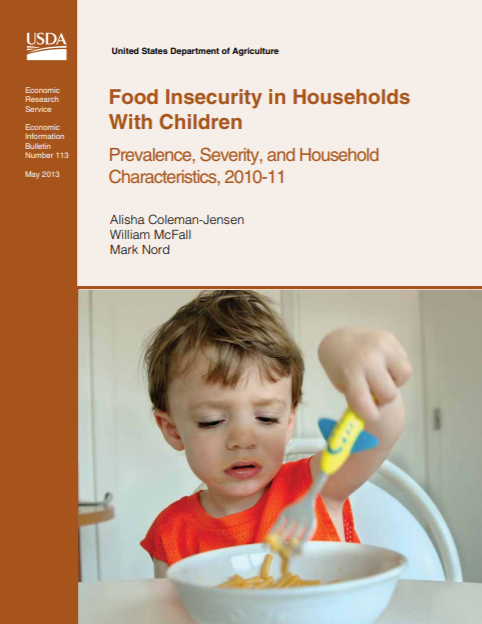 USDA
United States Department of Agriculture
Economic
Research
Service
Economic
Information
Bulletin
Number 113
May 2013
Food Insecurity in Households
With Children
Prevalence, Severity, and Household
Characteristics, 2010-11
Alisha Coleman-Jensen
William McFall
Mark Nord